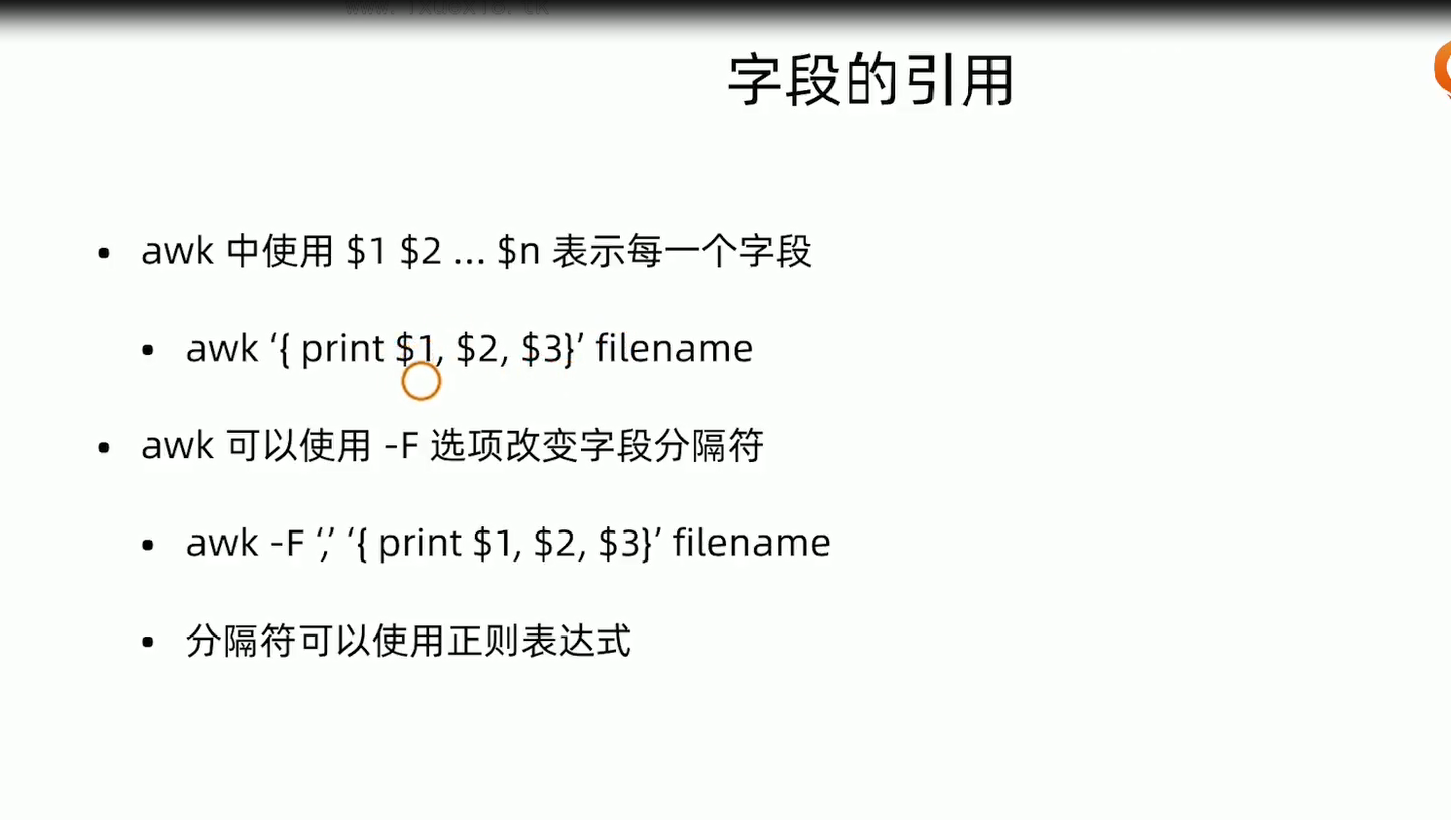 字段的引用
• awk 中使用 $1 $2 ... $n 表示每一个字段
• awk ‘{ print $1, $2, $3}’ filename
• awk 可以使用 -F 选项改变字段分隔符
• awk -F ‘,’ ‘{ print $1, $2, $3}’ filename
• 分隔符可以使用正则表达式